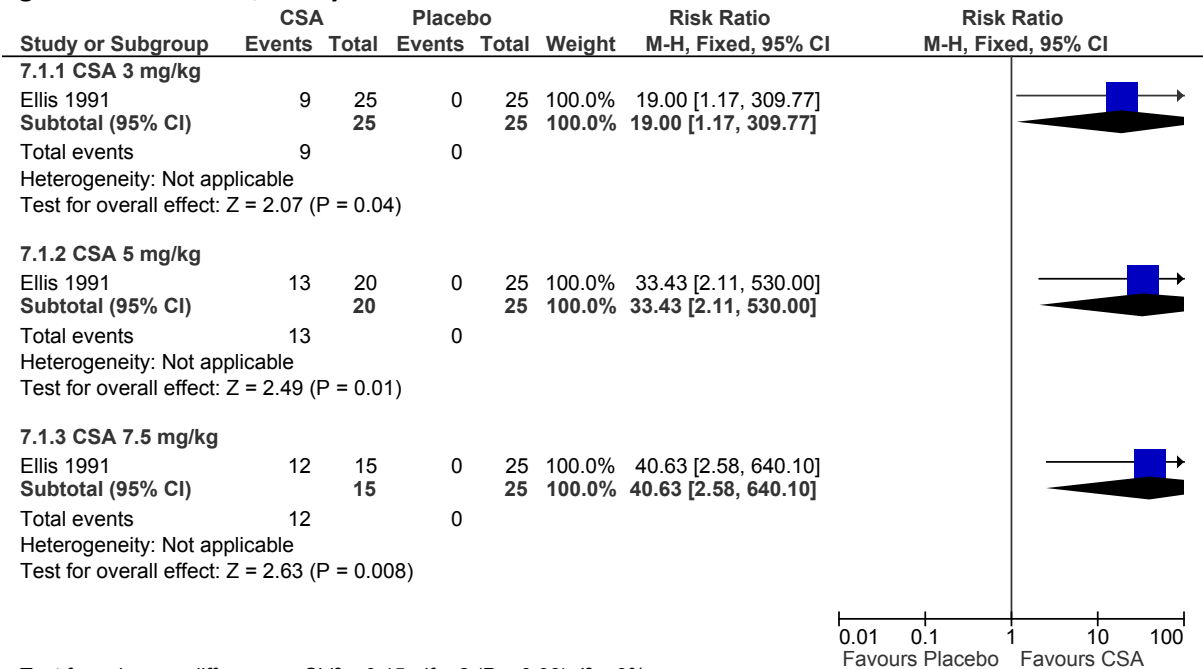 CSA Placebo Risk Ratio Risk Ratio
Study or Subgroup Events Total Events Total Weight M-H, Fixed, 95% CI M-H, Fixed, 95% CI
7.1.1 CSA 3 mg/kg
Ellis 1991 9 25 0 25 100.0% 19.00 [1.17, 309.77]
Subtotal (95% CI) 25 25 100.0% 19.00 [1.17, 309.77]
Total events 9 0
Heterogeneity: Not applicable
Test for overall effect: Z = 2.07 (P = 0.04)
7.1.2 CSA 5 mg/kg
Ellis 1991 13 20 0 25 100.0% 33.43 [2.11, 530.00]
Subtotal (95% CI) 20 25 100.0% 33.43 [2.11, 530.00]
Total events 13 0
Heterogeneity: Not applicable
Test for overall effect: Z = 2.49 (P = 0.01)
7.1.3 CSA 7.5 mg/kg
Ellis 1991 12 15 0 25 100.0% 40.63 [2.58, 640.10]
Subtotal (95% CI) 15 25 100.0% 40.63 [2.58, 640.10]
Total events 12 0
Heterogeneity: Not applicable
Test for overall effect: Z = 2.63 (P = 0.008)
0.01 0.1 1 10 100
Favours Placebo Favours CSA